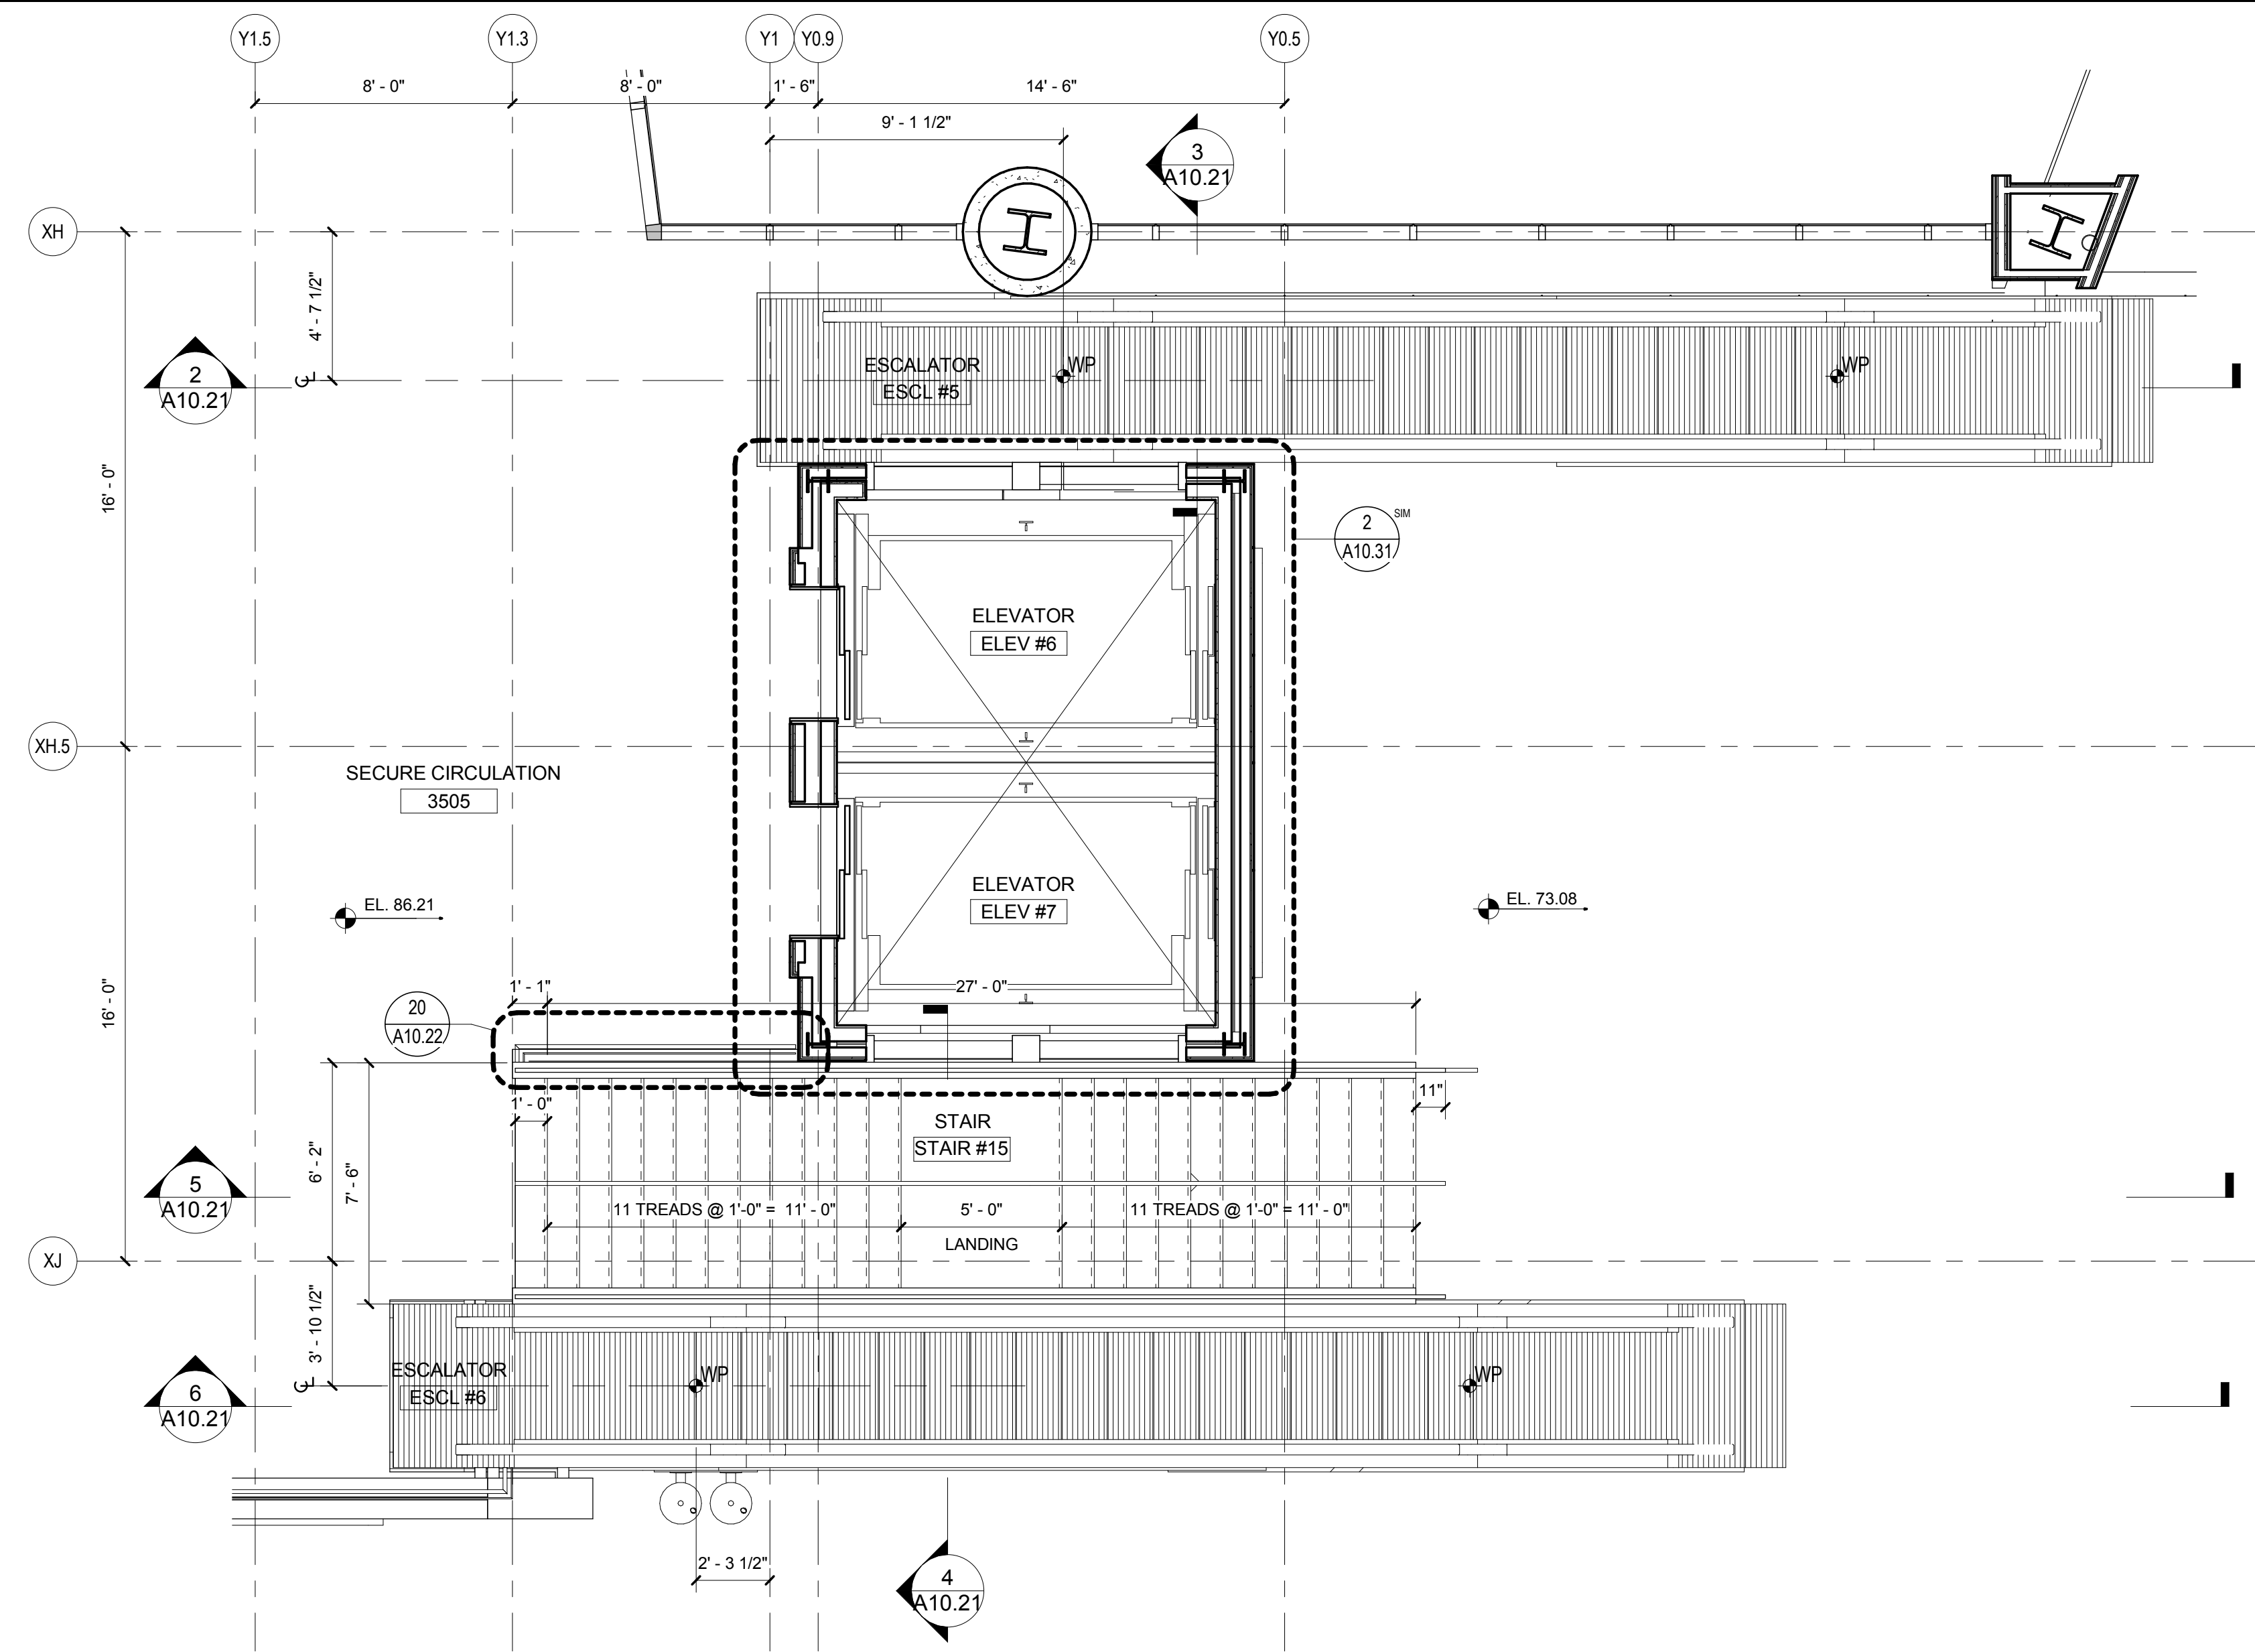 Y1.5
Y1.3
Y1
Y0.9
Y0.5
8' - 0"
8' - 0"
1' - 6"
14' - 6"
9' - 1 1/2"
3
A10.21
XH
4' - 7 1/2"
2
A10.21
CL
ESCALATOR
ESCL #5
WP
WP
16' - 0"
2
A10.31
SIM
ELEVATOR
ELEV #6
XH.5
SECURE CIRCULATION
3505
ELEVATOR
ELEV #7
EL. 86.21
EL. 73.08
16' - 0"
1' - 1"
27' - 0"
20
A10.22
1' - 0"
11"
STAIR
STAIR #15
6' - 2"
7' - 6"
5
A10.21
11 TREADS @ 1'-0" = 11' - 0"
5' - 0"
11 TREADS @ 1'-0" = 11' - 0"
LANDING
XJ
3' - 10 1/2"
6
A10.21
CL
ESCALATOR
ESCL #6
WP
WP
2' - 3 1/2"
4
A10.21